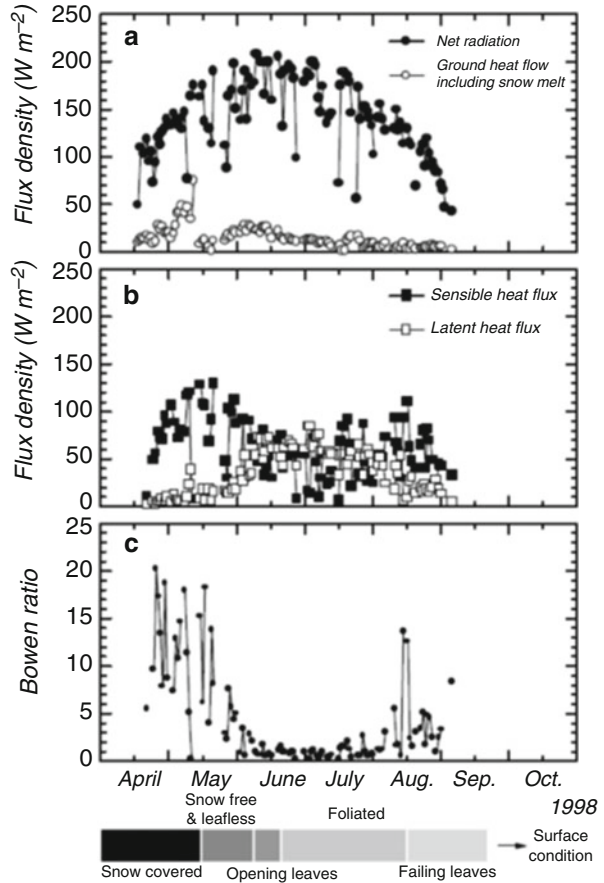 250
200
150
100
50
0
Flux density (W m−2)
a
Net radiation
Ground heat flow
including snow melt
250
200
150
100
50
0
Flux density (W m−2)
b
Sensible heat flux
Latent heat flux
25
20
15
10
5
0
Bowen ratio
c
April May June July Aug. Sep. Oct.
1998
Snow free
& leafless
Foliated
Surface
condition
Snow covered
Opening leaves
Failing leaves